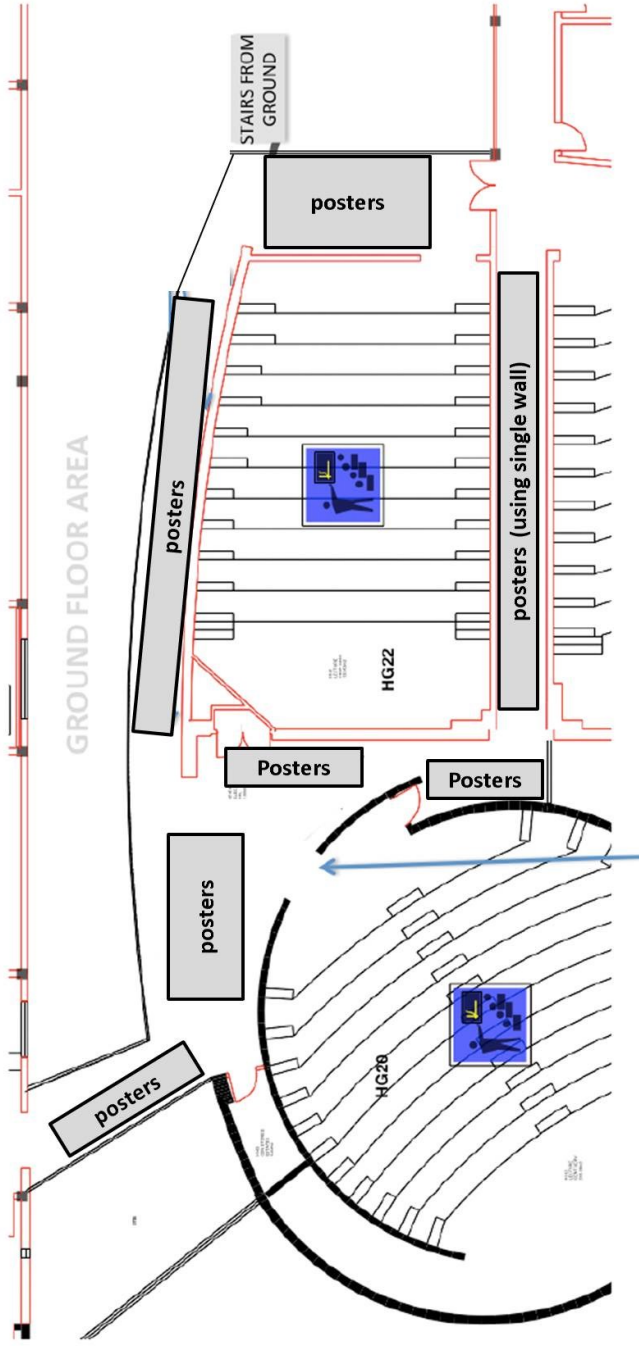 STAIRS FROM
GROUND
posters
posters
posters (using single wall)
GROUND FLOOR AREA
HG22
Posters
Posters
posters
HG20
posters